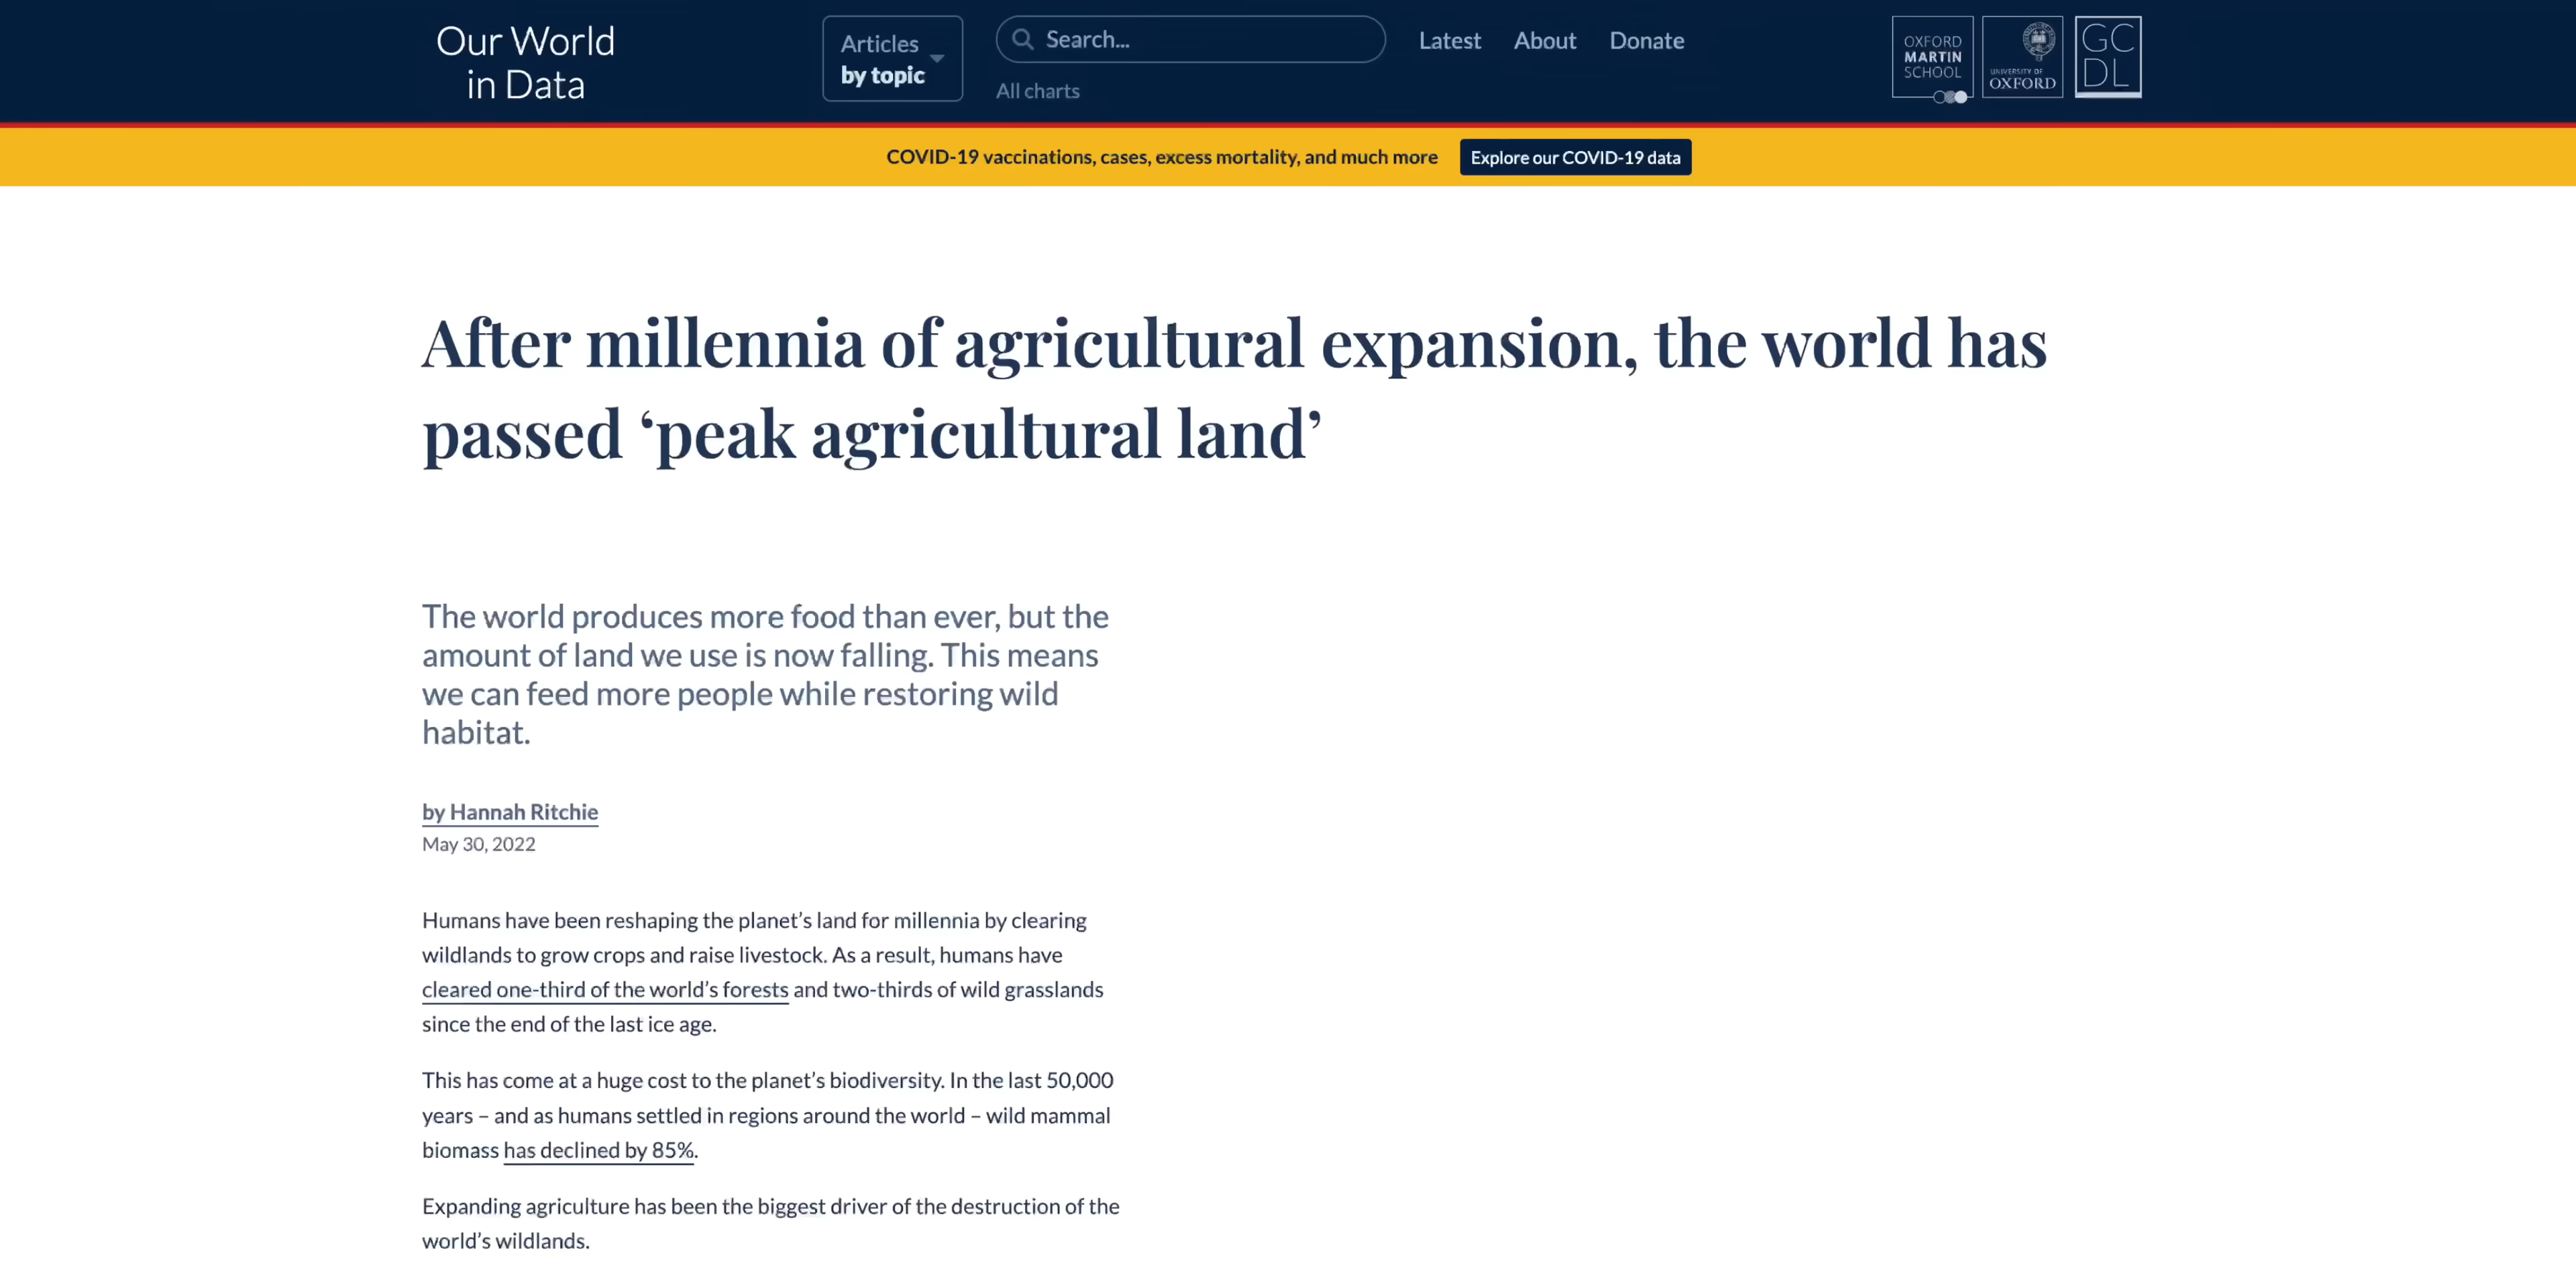 Our World
in Data
Articles
by topic
Search...
All charts
Latest
About
Donate
OXFORD
MARTIN
SCHOOL
UNIVERSITY OF
OXFORD
GC
DL
COVID-19 vaccinations, cases, excess mortality, and much more
Explore our COVID-19 data
After millennia of agricultural expansion, the world has
passed ‘peak agricultural land’
The world produces more food than ever, but the
amount of land we use is now falling. This means
we can feed more people while restoring wild
habitat.
by Hannah Ritchie
May 30, 2022
Humans have been reshaping the planet’s land for millennia by clearing
wildlands to grow crops and raise livestock. As a result, humans have
cleared one-third of the world’s forests and two-thirds of wild grasslands
since the end of the last ice age.
This has come at a huge cost to the planet’s biodiversity. In the last 50,000
years – and as humans settled in regions around the world – wild mammal
biomass has declined by 85%.
Expanding agriculture has been the biggest driver of the destruction of the
world’s wildlands.